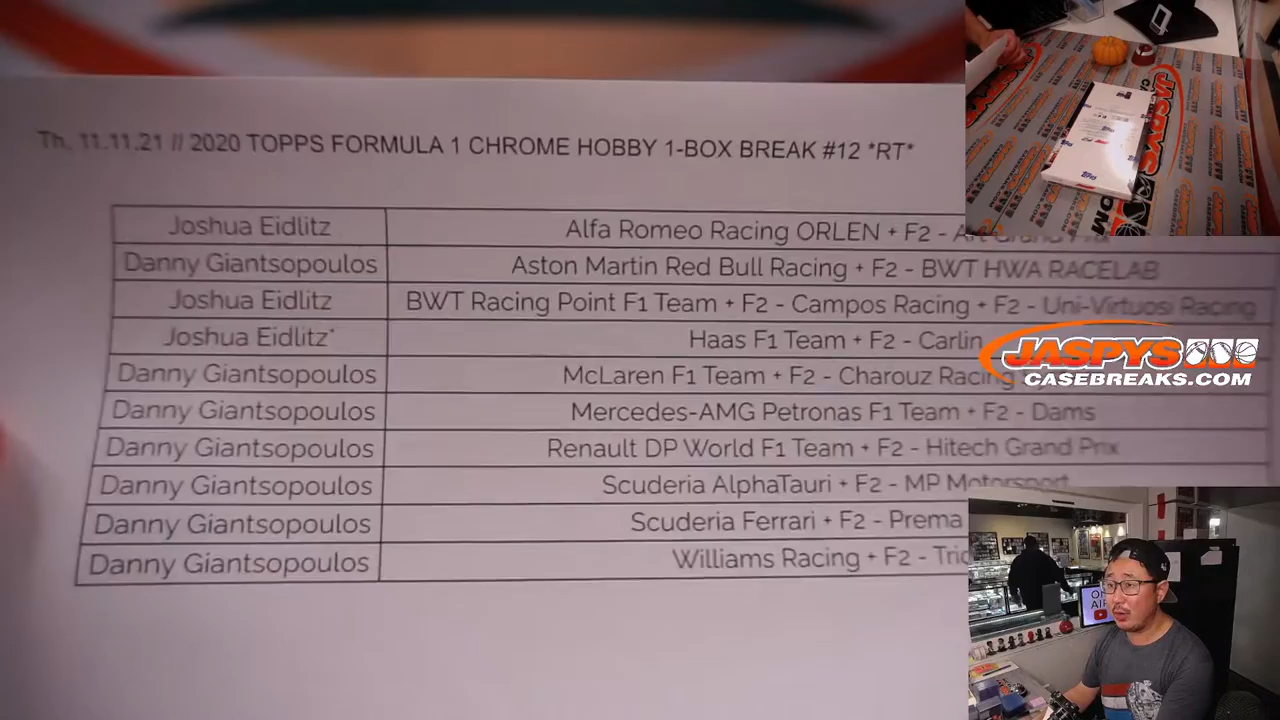 Th, 11.11.21 // 2020 TOPPS FORMULA 1 CHROME HOBBY 1-BOX BREAK #12 *RT*
Joshua Eidlitz Alfa Romeo Racing ORLEN + F2 -
Danny Giantsopoulos Aston Martin Red Bull Racing + F2 - BWT HWA RACELAB
Joshua Eidlitz BWT Racing Point F1 Team + F2 - Campos Racing + F2 - Uni-Virtuosi Racing
Joshua Eidlitz* Haas F1 Team + F2 - Carlin
Danny Giantsopoulos McLaren F1 Team + F2 - Charouz Racing
Danny Giantsopoulos Mercedes-AMG Petronas F1 Team + F2 - Dams
Danny Giantsopoulos Renault DP World F1 Team + F2 - Hitech Grand Prix
Danny Giantsopoulos Scuderia AlphaTauri + F2 - MP Motorsport
Danny Giantsopoulos Scuderia Ferrari + F2 - Prema
Danny Giantsopoulos Williams Racing + F2 -
JASPYS
CASEBREAKS.COM
JASPYS
ON
AIR